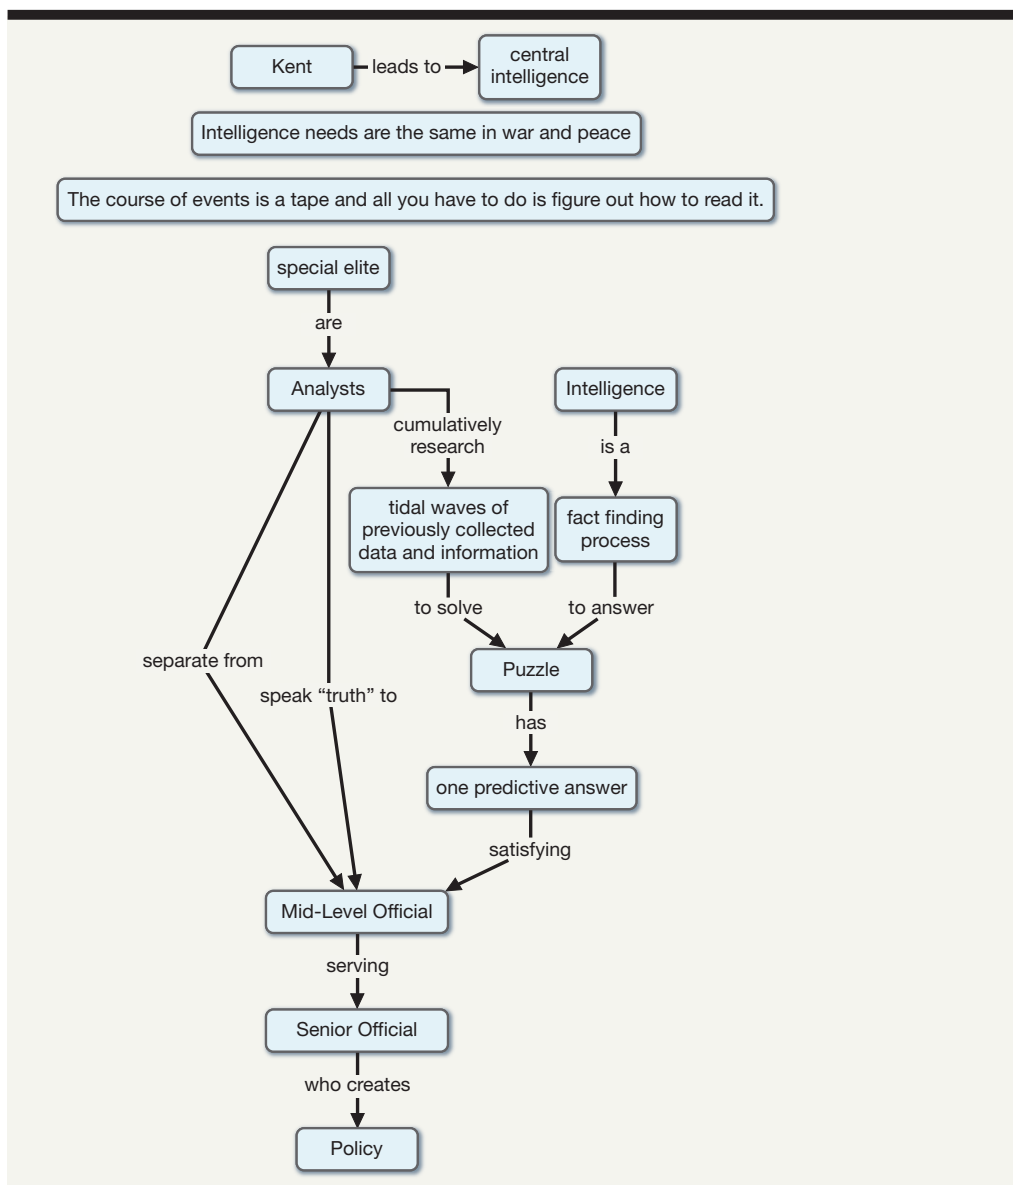 Kent
leads to
central
intelligence
Intelligence needs are the same in war and peace
The course of events is a tape and all you have to do is figure out how to read it.
special elite
are
Analysts
Intelligence
cumulatively
research
is a
tidal waves of
previously collected
data and information
fact finding
process
to solve
to answer
separate from
Puzzle
speak “truth” to
has
one predictive answer
satisfying
Mid-Level Official
serving
Senior Official
who creates
Policy